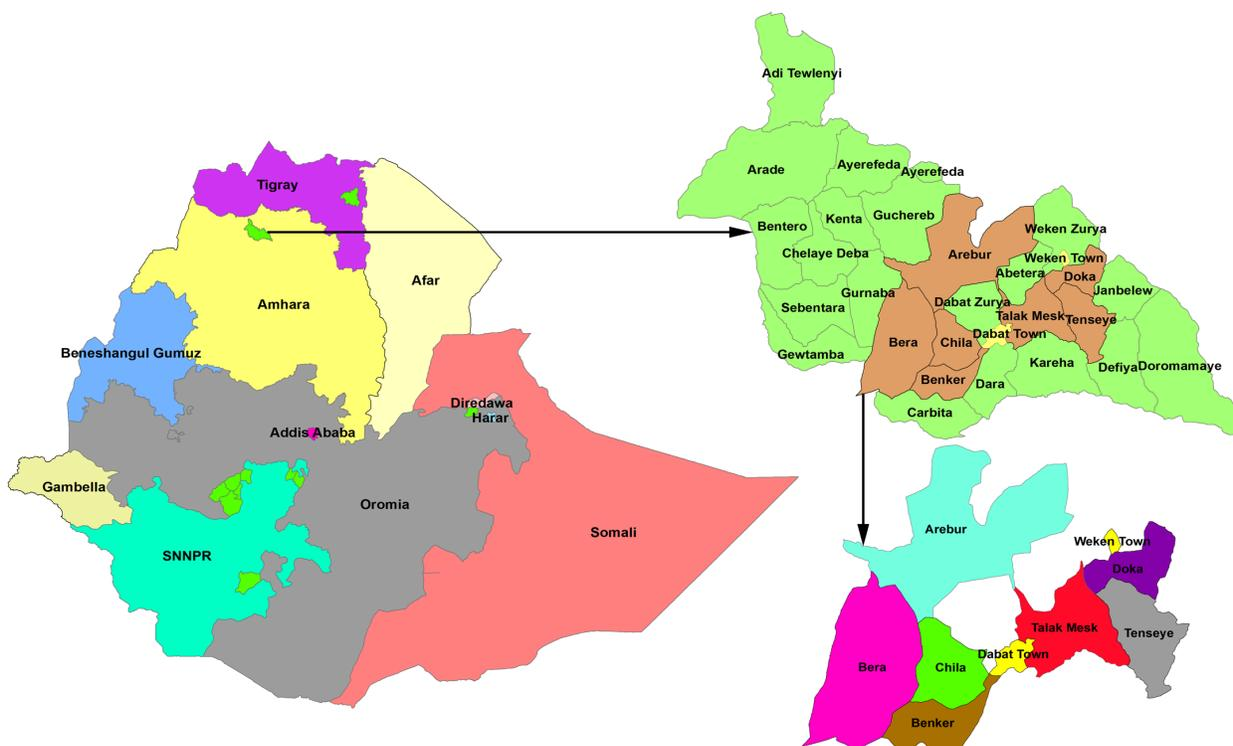 Tigray
Afar
Amhara
Beneshangul Gumuz
Diredawa
Harar
Addis Ababa
Gambella
Oromia
SNNPR
Somali
Adi Tewlenyi
Arade
Ayerefeda
Ayerefeda
Bentero
Kenta
Guchereb
Weken Zurya
Chelaye Deba
Arebur
Weken Town
Abetera
Doka
Gurnaba
Janbelew
Sebentara
Dabat Zurya
Talak Mesk
Tenseye
Dabat Town
Bera
Chila
Gewtamba
Kareha
Defiya
Doromamaye
Benker
Dara
Carbita
Arebur
Weken Town
Doka
Talak Mesk
Tenseye
Dabat Town
Bera
Chila
Benker